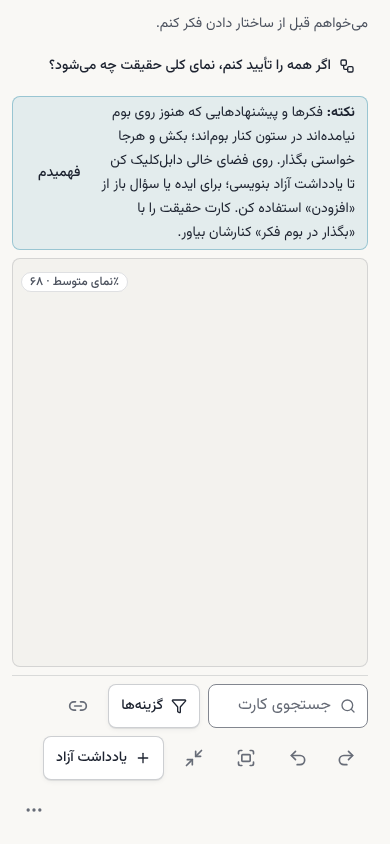 می‌خواهم قبل از ساختار دادن فکر کنم.
اگر همه را تأیید کنم، نمای کلی حقیقت چه می‌شود؟
نکته: فکرها و پیشنهادهایی که هنوز روی بوم
نیامده‌اند در ستون کنار بوم‌اند؛ بکش و هرجا
خواستی بگذار. روی فضای خالی دابل‌کلیک کن
تا یادداشت آزاد بنویسی؛ برای ایده یا سؤال باز از
«افزودن» استفاده کن. کارت حقیقت را با
«بگذار در بوم فکر» کنارشان بیاور.
فهمیدم
نمای متوسط · ۶۸٪
جستجوی کارت
گزینه‌ها
یادداشت آزاد